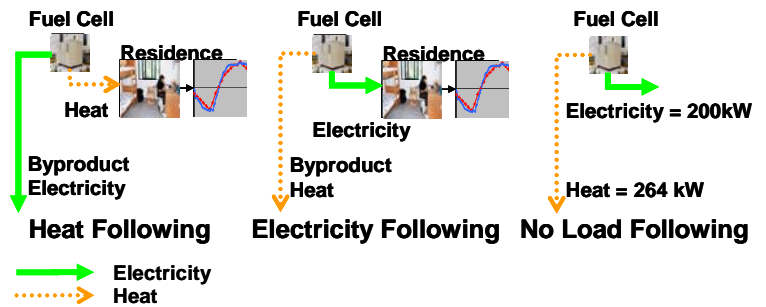 Fuel Cell
Residence
Heat
Byproduct
Electricity
Heat Following
Fuel Cell
Residence
Electricity
Byproduct
Heat
Electricity Following
Fuel Cell
Electricity = 200kW
Heat = 264 kW
No Load Following
Electricity
Heat